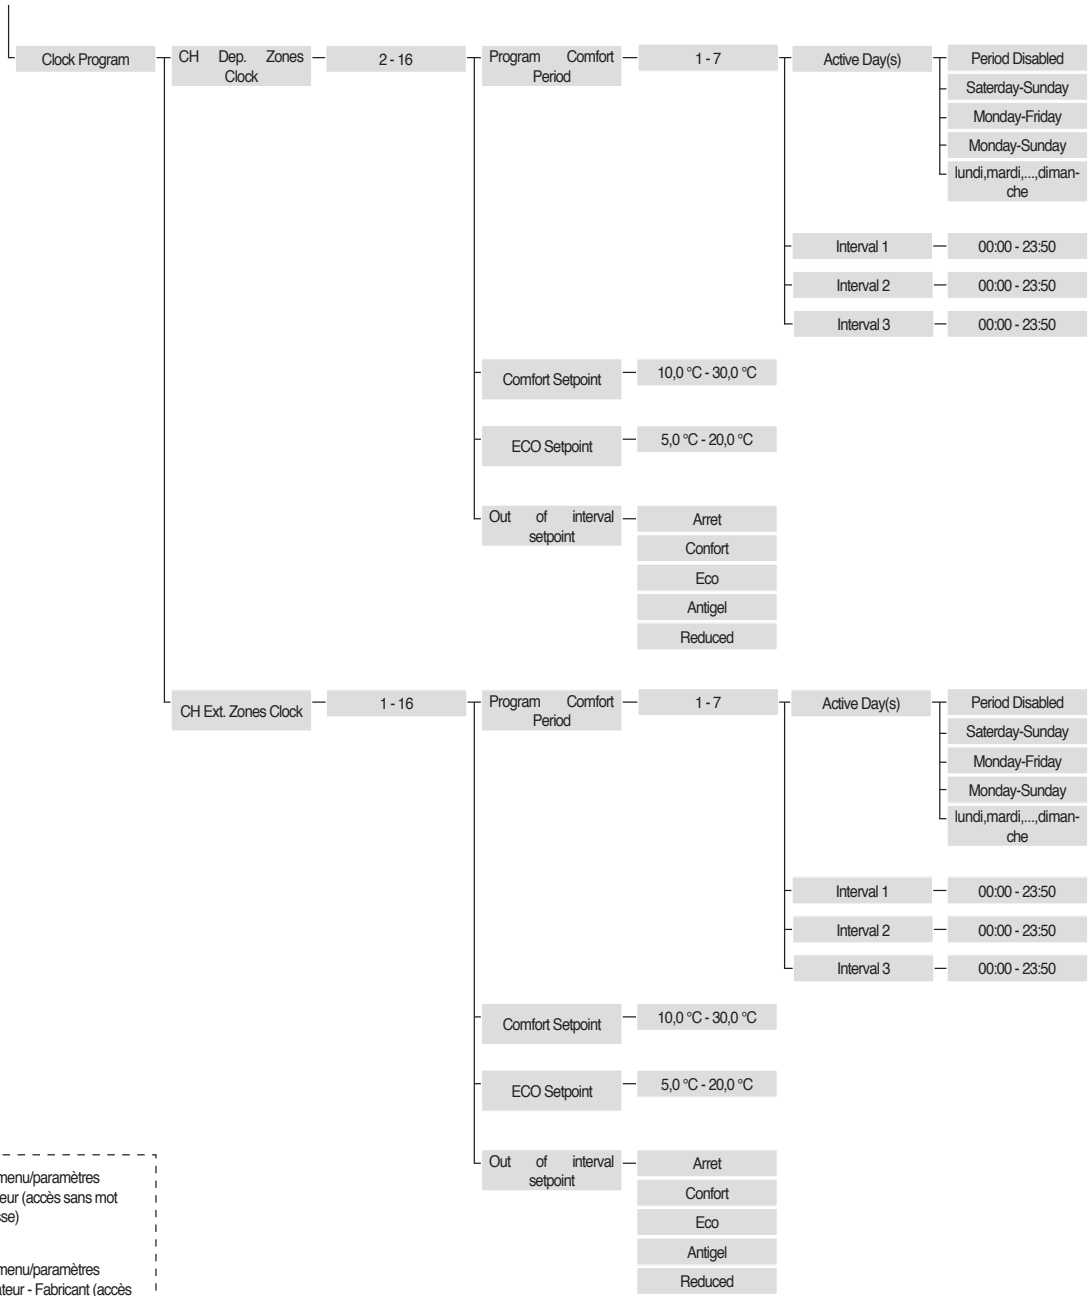 Clock Program
CH Dep. Zones
Clock
2 - 16
Program Comfort
Period
1 - 7
Active Day(s)
Period Disabled
Saterday-Sunday
Monday-Friday
Monday-Sunday
lundi,mardi,...,diman-
che
Interval 1
00:00 - 23:50
Interval 2
00:00 - 23:50
Interval 3
00:00 - 23:50
Comfort Setpoint
10,0 °C - 30,0 °C
ECO Setpoint
5,0 °C - 20,0 °C
Out of interval
setpoint
Arret
Confort
Eco
Antigel
Reduced
CH Ext. Zones Clock
1 - 16
Program Comfort
Period
1 - 7
Active Day(s)
Period Disabled
Saterday-Sunday
Monday-Friday
Monday-Sunday
lundi,mardi,...,diman-
che
Interval 1
00:00 - 23:50
Interval 2
00:00 - 23:50
Interval 3
00:00 - 23:50
Comfort Setpoint
10,0 °C - 30,0 °C
ECO Setpoint
5,0 °C - 20,0 °C
Out of interval
setpoint
Arret
Confort
Eco
Antigel
Reduced
menu/paramètres
eur (accès sans mot
sse)
menu/paramètres
ateur - Fabricant (accès